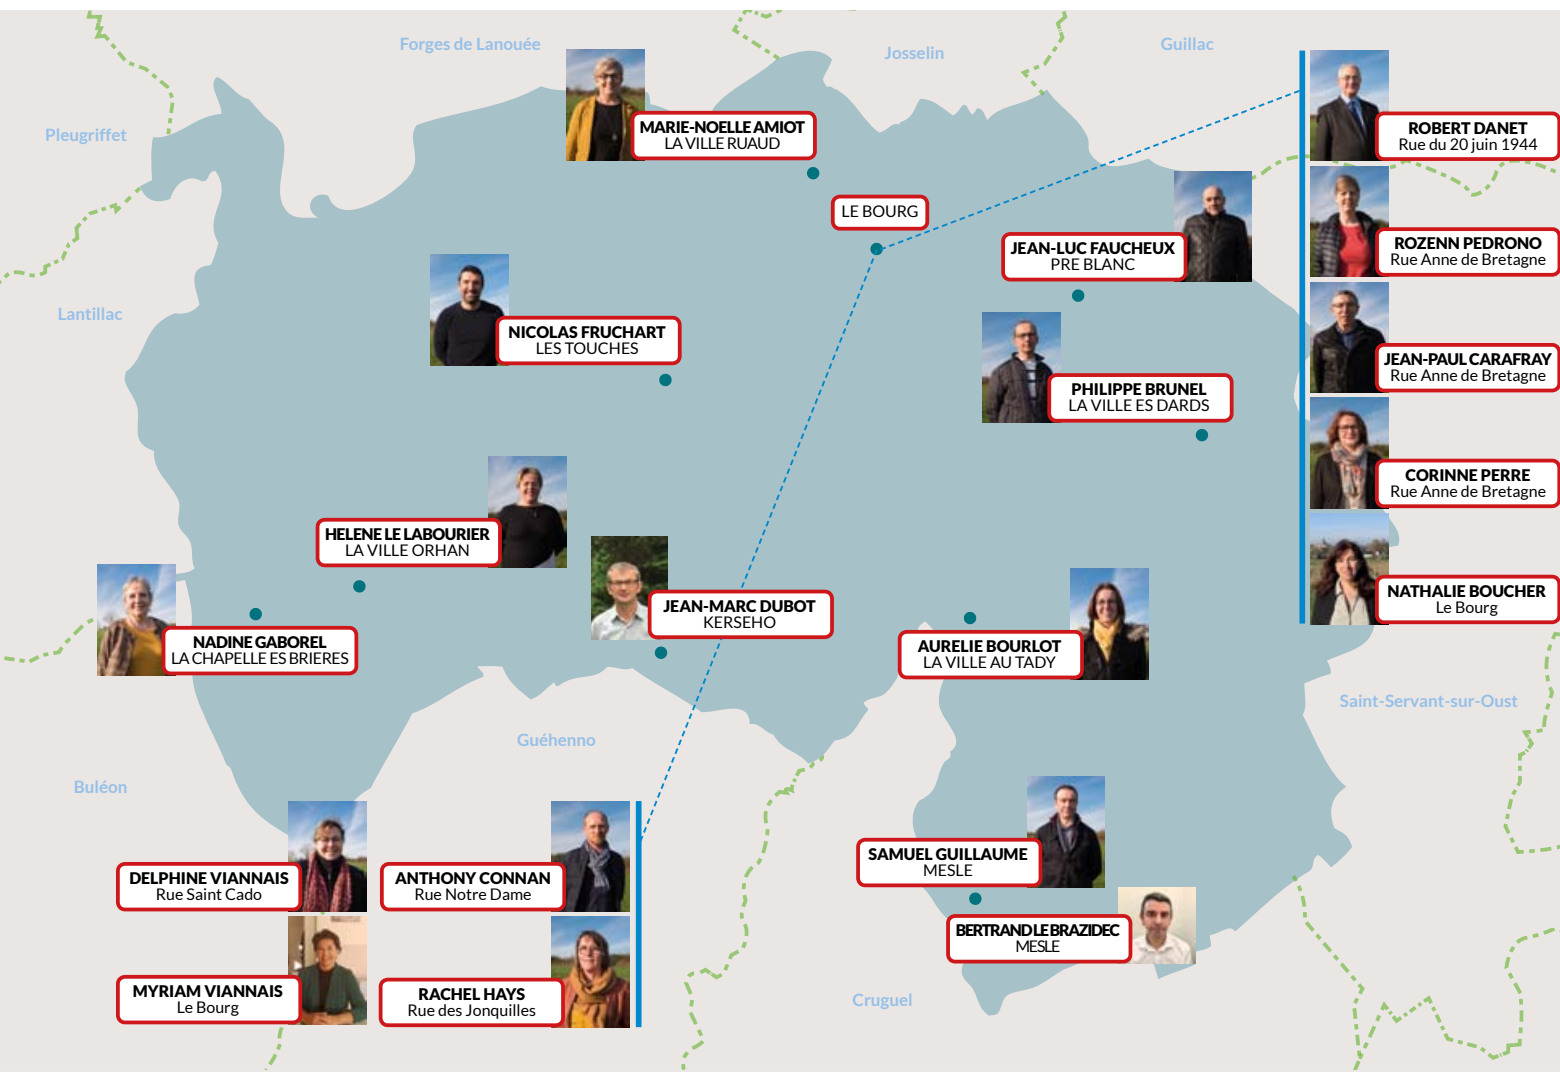 Forges de Lanouée
Josselin
Guillac
Pleugriffet
MARIE-NOELLE AMIOT
LA VILLE RUAUD
ROBERT DANET
Rue du 20 juin 1944
LE BOURG
JEAN-LUC FAUCHEUX
PRE BLANC
ROZENN PEDRONO
Rue Anne de Bretagne
Lantillac
NICOLAS FRUCHART
LES TOUCHES
JEAN-PAUL CARAFRAY
Rue Anne de Bretagne
PHILIPPE BRUNEL
LA VILLE ES DARDS
CORINNE PERRE
Rue Anne de Bretagne
HELENE LE LABOURIER
LA VILLE ORHAN
NATHALIE BOUCHER
Le Bourg
JEAN-MARC DUBOT
KERSEHO
NADINE GABOREL
LA CHAPELLE ES BRIERES
AURELIE BOURLOT
LA VILLE AU TADY
Saint-Servant-sur-Oust
Guéhenno
Buléon
SAMUEL GUILLAUME
MESLE
DELPHINE VIANNAIS
Rue Saint Cado
ANTHONY CONNAN
Rue Notre Dame
BERTRAND LE BRAZIDEC
MESLE
MYRIAM VIANNAIS
Le Bourg
RACHEL HAYS
Rue des Jonquilles
Cruguel